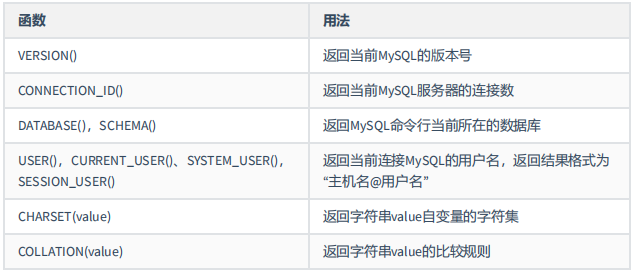 函数 用法
VERSION() 返回当前MySQL的版本号
CONNECTION_ID() 返回当前MySQL服务器的连接数
DATABASE()，SCHEMA() 返回MySQL命令行当前所在的数据库
USER()，CURRENT_USER()、SYSTEM_USER()，
SESSION_USER()
返回当前连接MySQL的用户名，返回结果格式为
“主机名@用户名”
CHARSET(value) 返回字符串value自变量的字符集
COLLATION(value) 返回字符串value的比较规则